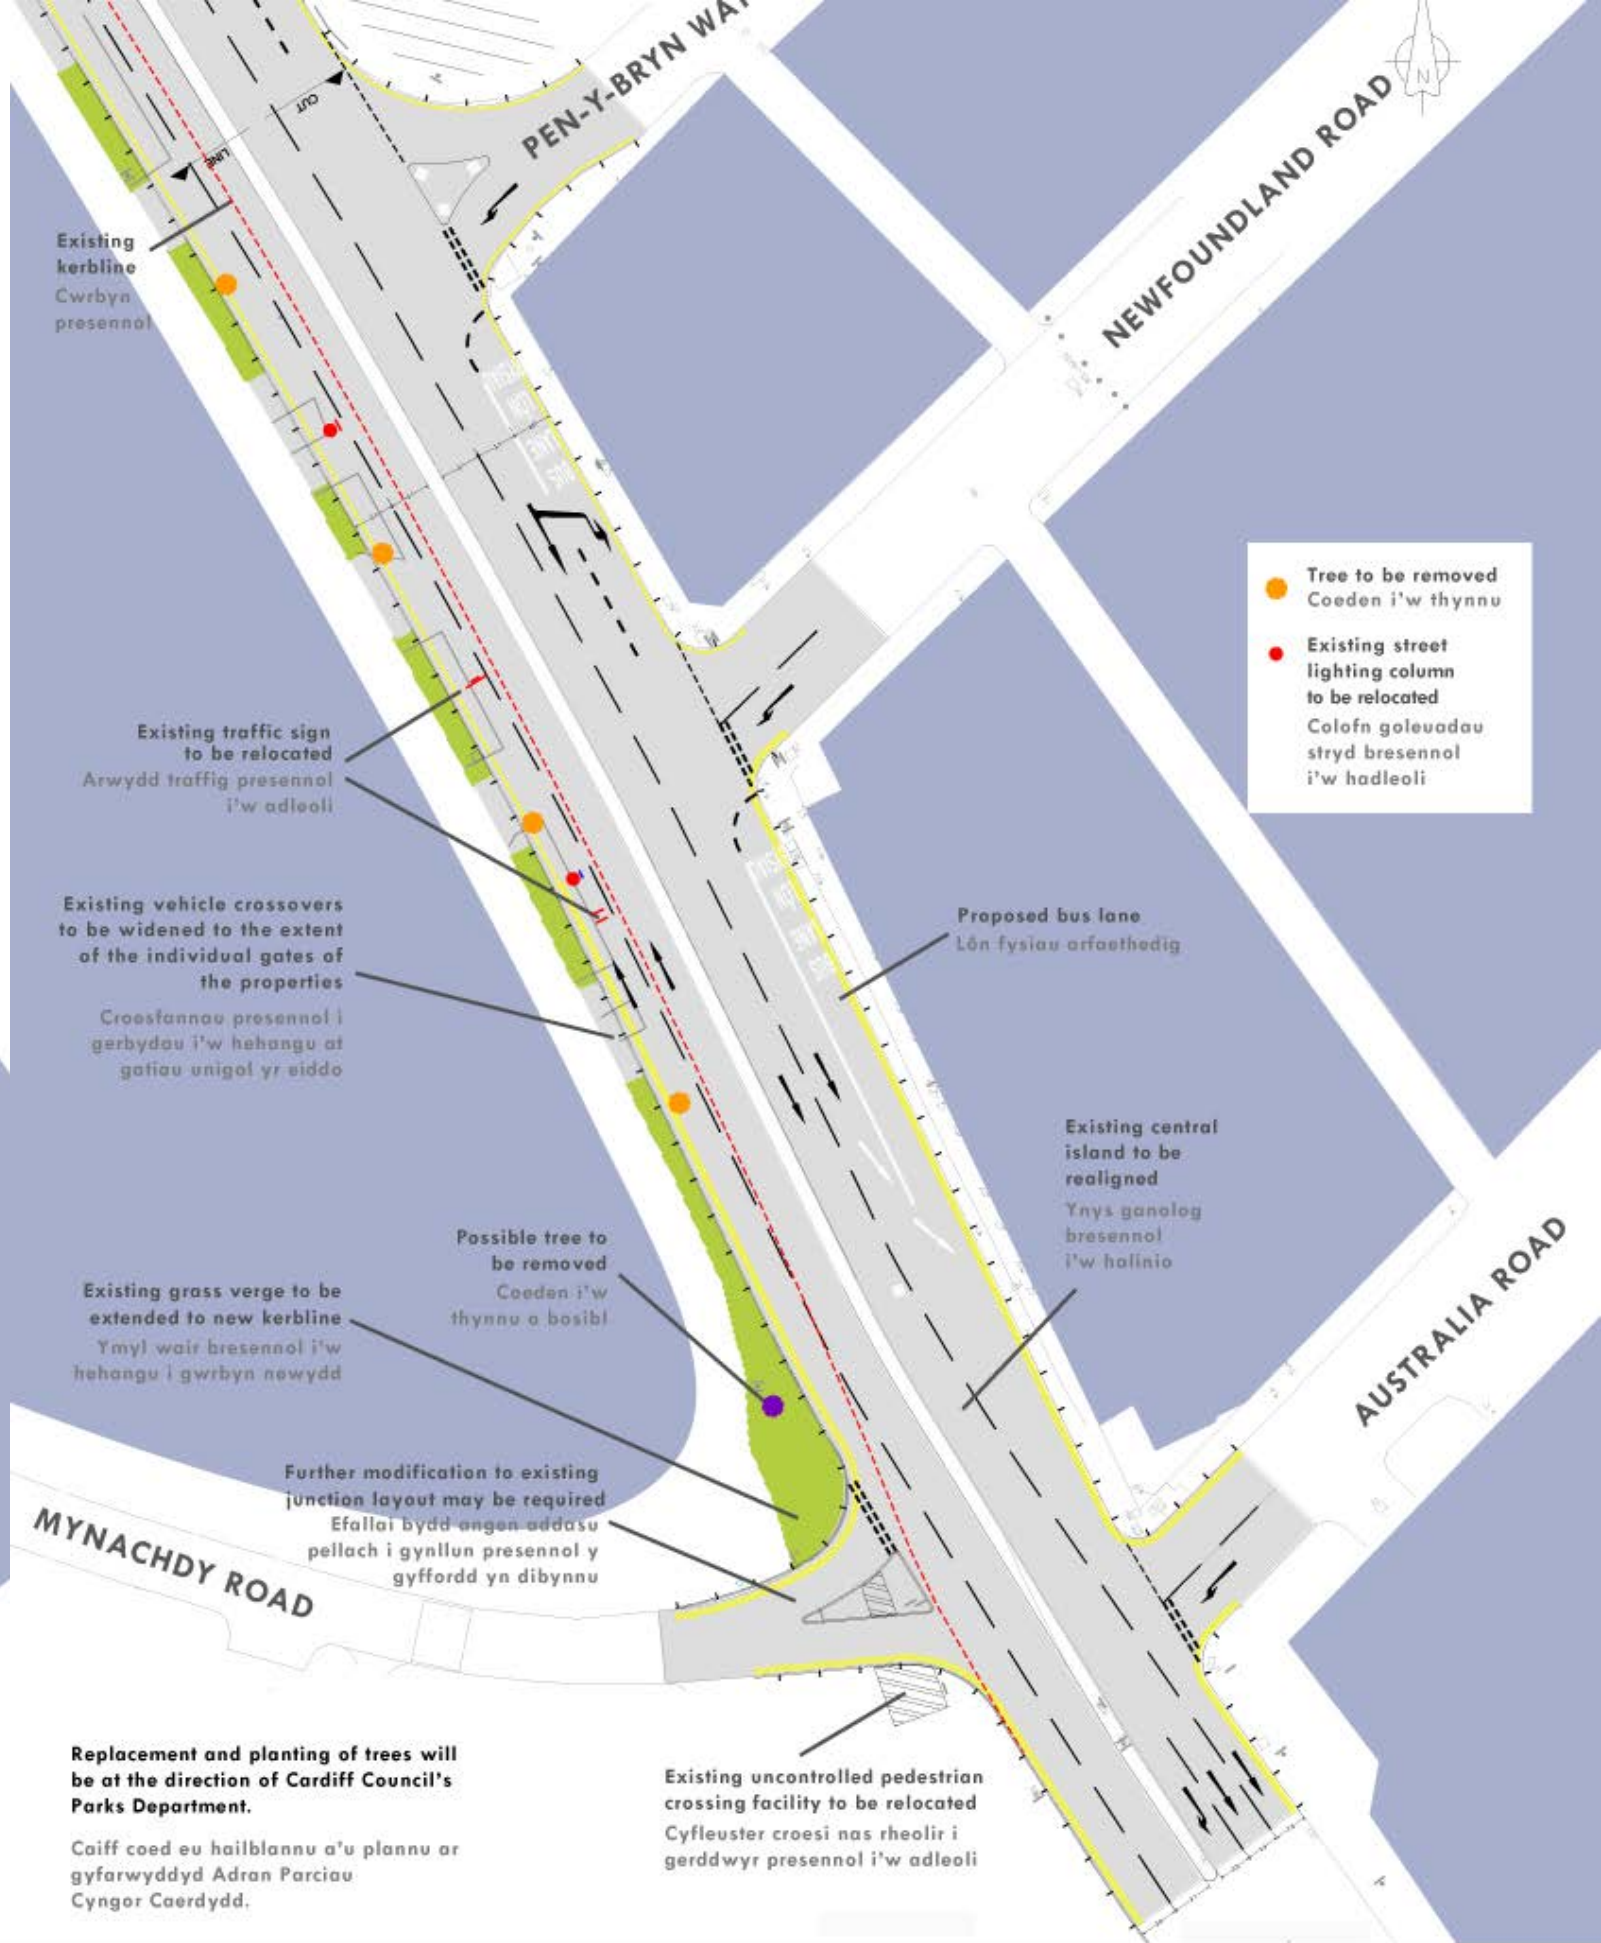 PEN-Y-BRYN WAY
NEWFOUNDLAND ROAD
N
CUT
LINE
Existing
kerbline
Cwrbyn
presennol
Tree to be removed
Coeden i'w thynnu
Existing street
lighting column
to be relocated
Colofn goleuadau
stryd bresennol
i'w hadleoli
Existing traffic sign
to be relocated
Arwydd traffig presennol
i'w adleoli
Existing vehicle crossovers
to be widened to the extent
of the individual gates of
the properties
Croesfannau presennol i
gerbydau i'w hehangu at
gatiau unigol yr eiddo
Proposed bus lane
Lôn fysiau arfaethedig
Existing central
island to be
realigned
Ynys ganolog
bresennol
i'w halinio
AUSTRALIA ROAD
Possible tree to
be removed
Coeden i'w
thynnu o bosibl
Existing grass verge to be
extended to new kerbline
Ymyl wair bresennol i'w
hehangu i gwrbyn newydd
Further modification to existing
junction layout may be required
Efallai bydd angen addasu
pellach i gynllun presennol y
gyffordd yn dibynnu
MYNACHDY ROAD
Existing uncontrolled pedestrian
crossing facility to be relocated
Cyfleuster croesi nas rheolir i
gerddwyr presennol i'w adleoli
Replacement and planting of trees will
be at the direction of Cardiff Council's
Parks Department.
Caiff coed eu hailblannu a'u plannu ar
gyfarwyddyd Adran Parciau
Cyngor Caerdydd.